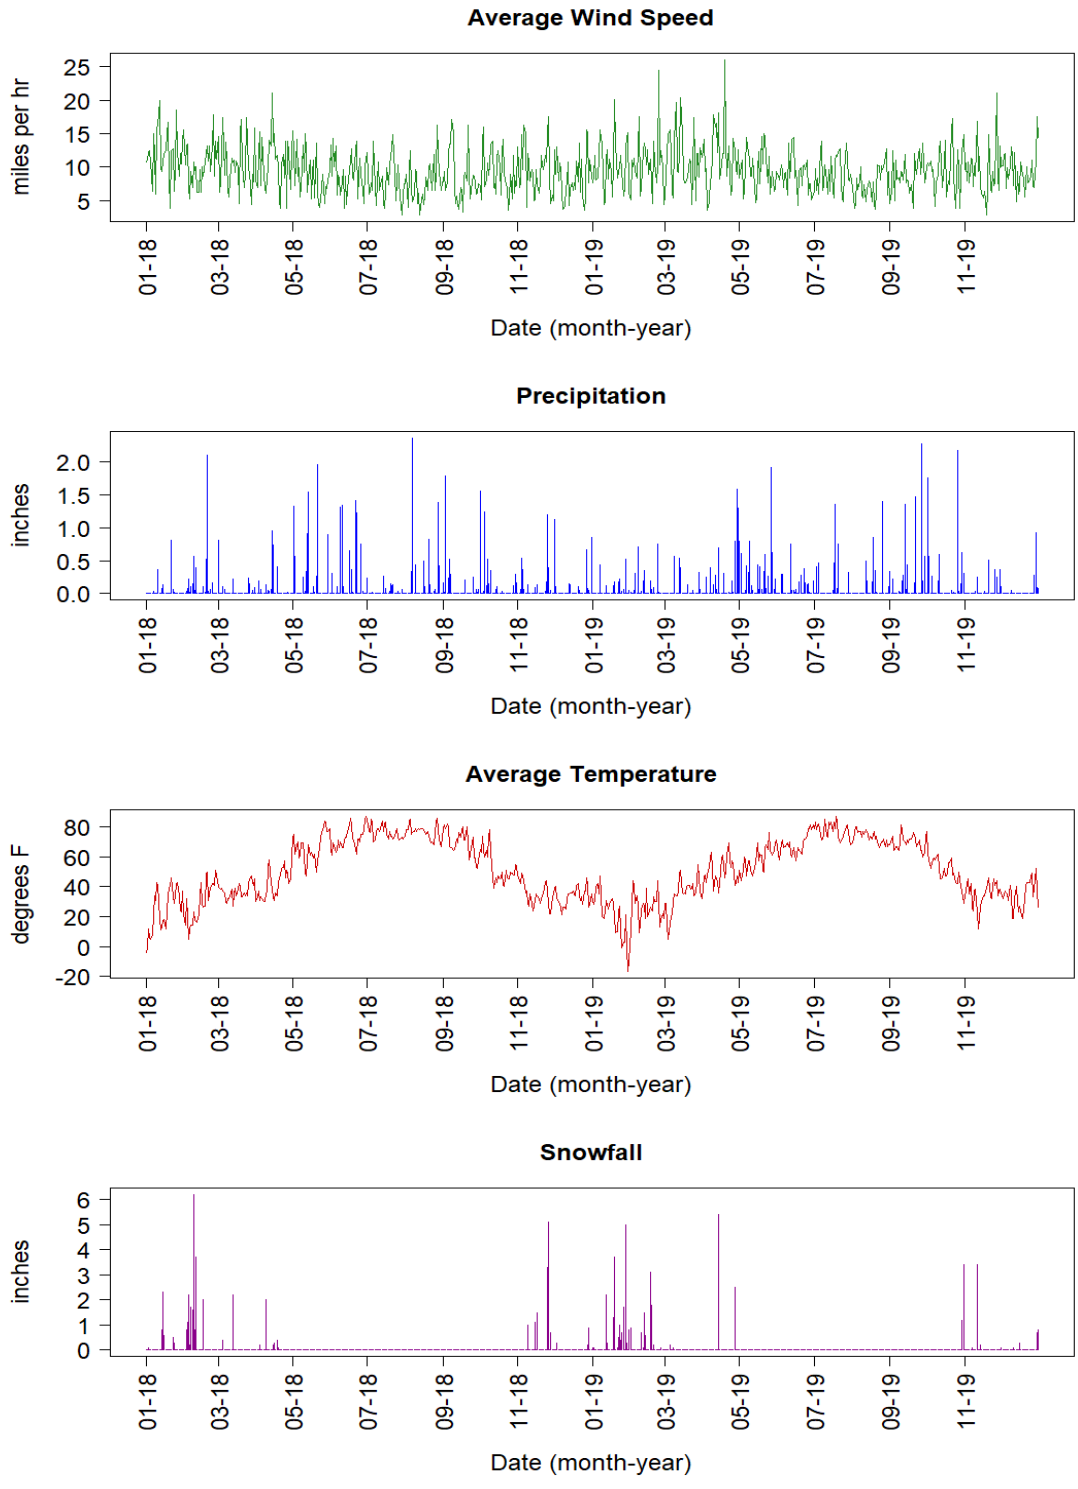 Average Wind Speed
miles per hr
25
20
15
10
5
01-18 03-18 05-18 07-18 09-18 11-18 01-19 03-19 05-19 07-19 09-19 11-19
Date (month-year)
Precipitation
inches
2.0
1.5
1.0
0.5
0.0
01-18 03-18 05-18 07-18 09-18 11-18 01-19 03-19 05-19 07-19 09-19 11-19
Date (month-year)
Average Temperature
degrees F
80
60
40
20
0
-20
01-18 03-18 05-18 07-18 09-18 11-18 01-19 03-19 05-19 07-19 09-19 11-19
Date (month-year)
Snowfall
inches
6
5
4
3
2
1
0
01-18 03-18 05-18 07-18 09-18 11-18 01-19 03-19 05-19 07-19 09-19 11-19
Date (month-year)